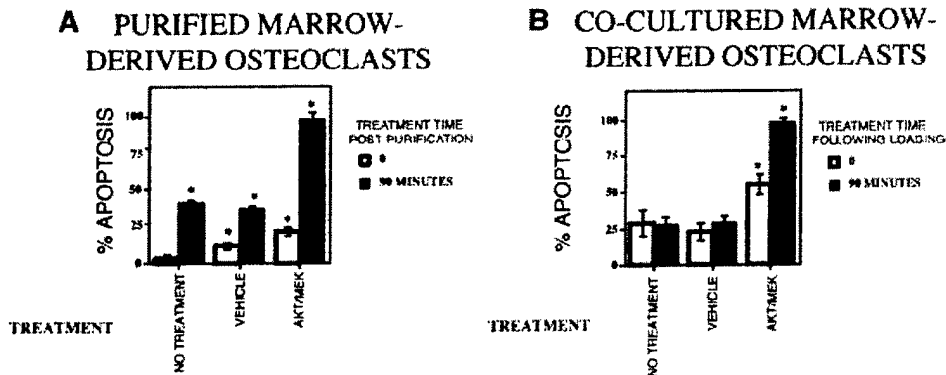 A PURIFIED MARROW-
DERIVED OSTEOCLASTS
% APOPTOSIS
100
75
50
25
0
*
*
*
*
*
NO TREATMENT
VEHICLE
AKT/MEK
TREATMENT
TREATMENT TIME
POST PURIFICATION
0
90 MINUTES
B CO-CULTURED MARROW-
DERIVED OSTEOCLASTS
% APOPTOSIS
100
75
50
25
0
*
*
NO TREATMENT
VEHICLE
AKT/MEK
TREATMENT
TREATMENT TIME
FOLLOWING LOADING
0
90 MINUTES